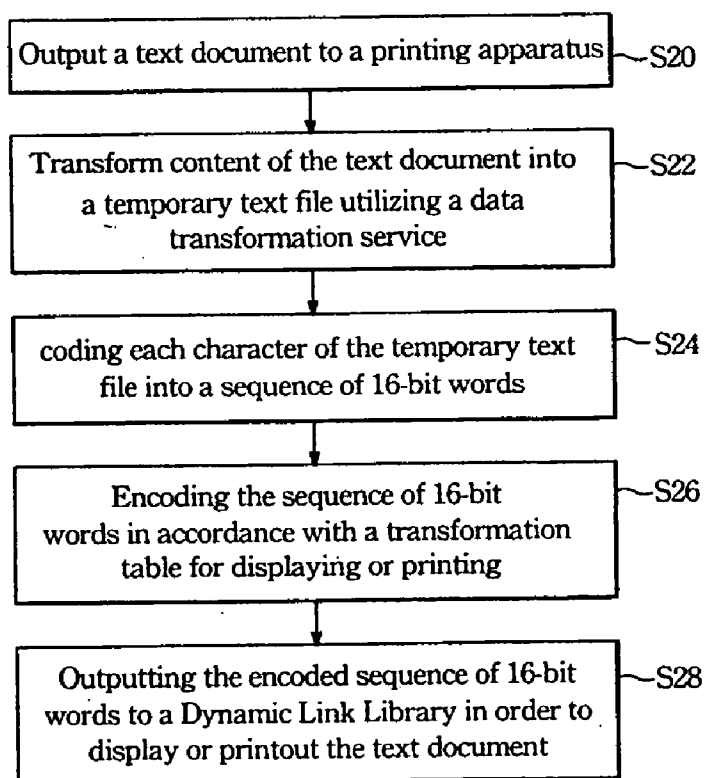 Output a text document to a printing apparatus
S20
Transform content of the text document into
S22
a temporary text file utilizing a data
transformation service
coding each character of the temporary text
S24
file into a sequence of 16-bit words
Encoding the sequence of 16-bit
S26
words in accordance with a transformation
table for displaying or printing
Outputting the encoded sequence of 16-bit
S28
words to a Dynamic Link Library in order to
display or printout the text document